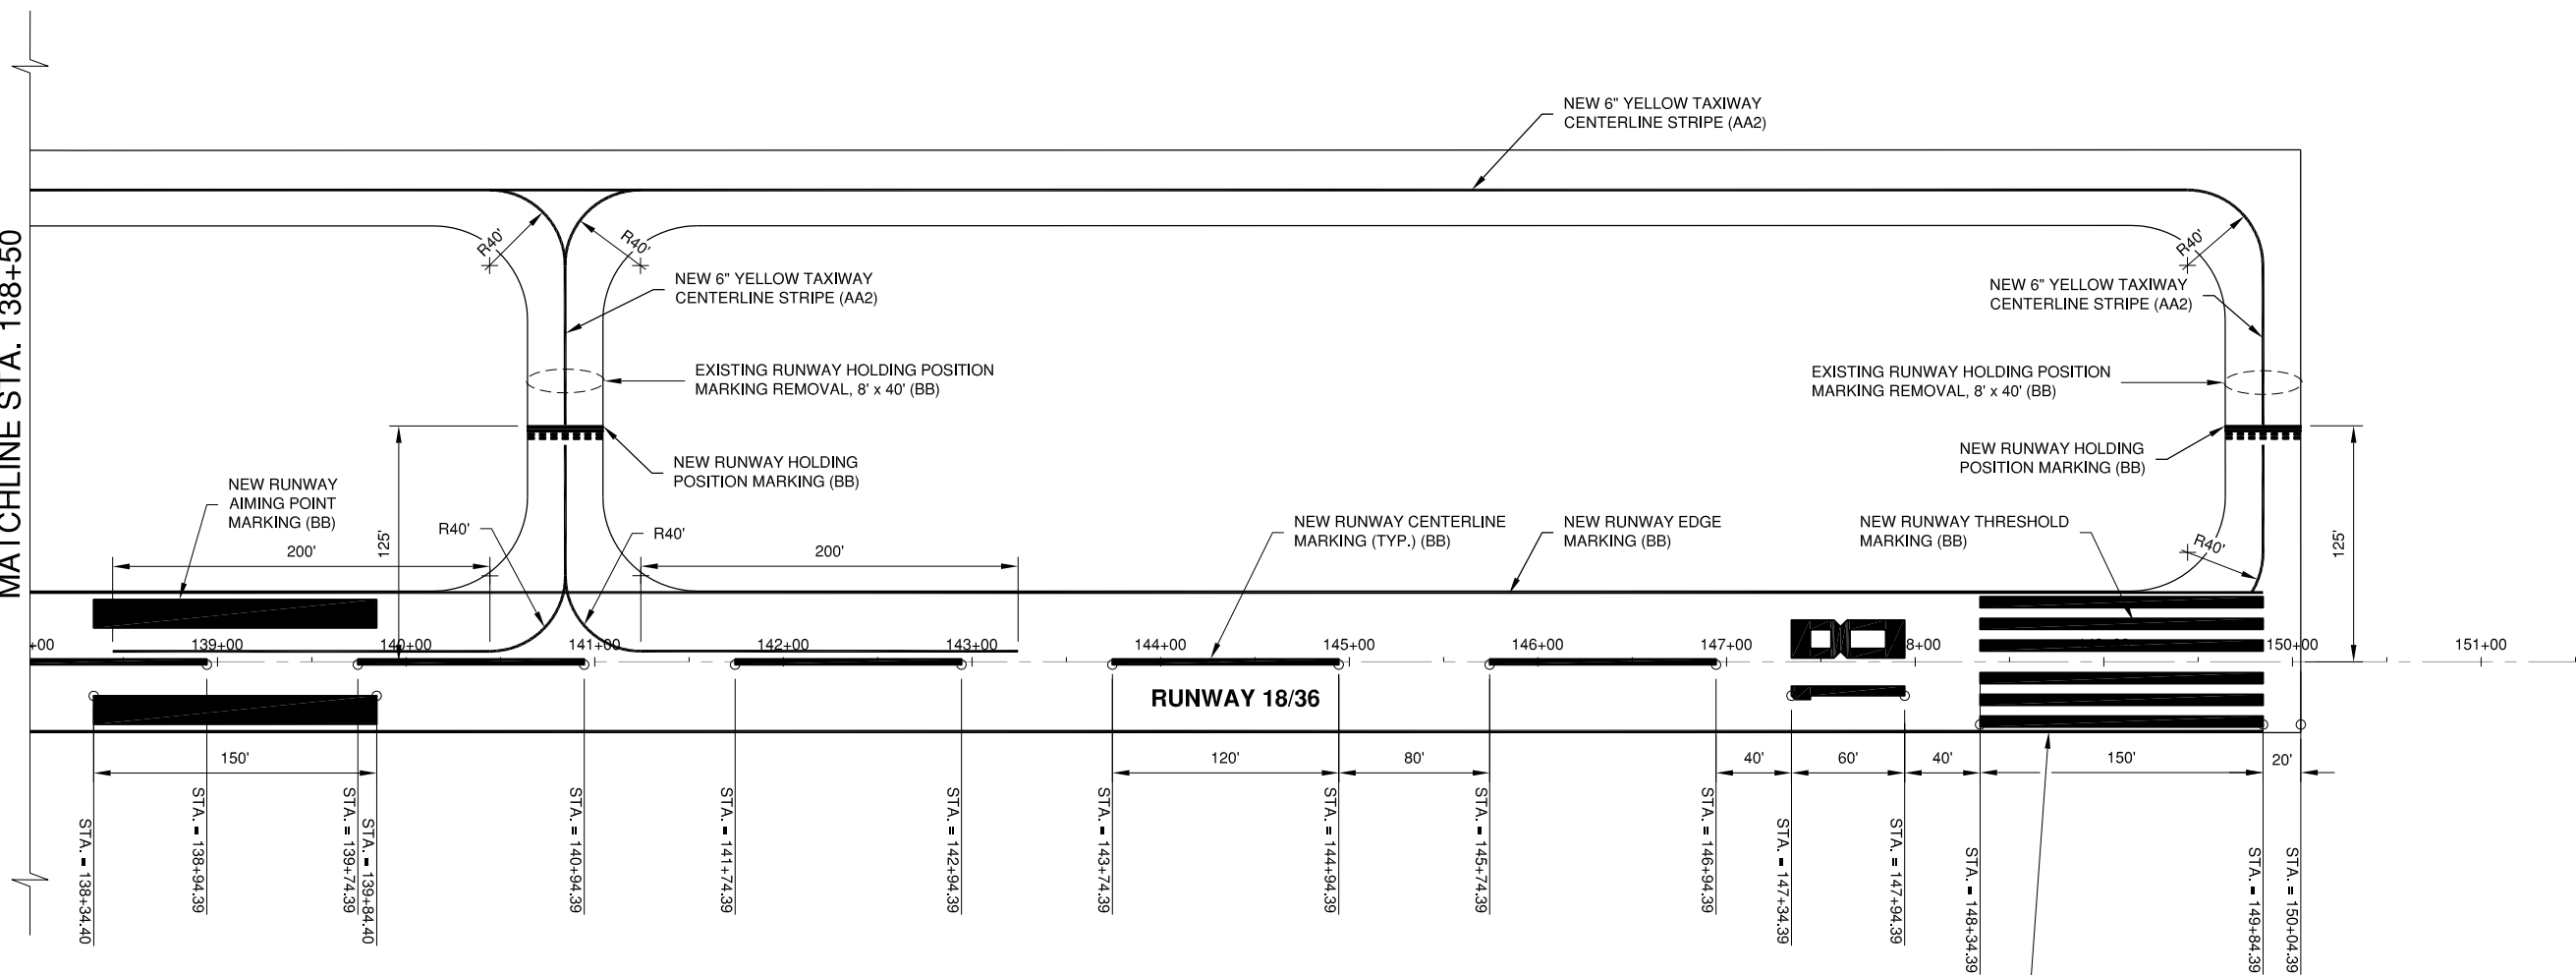 NEW 6" YELLOW TAXIWAY
CENTERLINE STRIPE (AA2)
MATCHLINE STA. 138+50
R40'
R40'
R40'
NEW 6" YELLOW TAXIWAY
CENTERLINE STRIPE (AA2)
NEW 6" YELLOW TAXIWAY
CENTERLINE STRIPE (AA2)
EXISTING RUNWAY HOLDING POSITION
MARKING REMOVAL, 8' x 40' (BB)
EXISTING RUNWAY HOLDING POSITION
MARKING REMOVAL, 8' x 40' (BB)
NEW RUNWAY HOLDING
POSITION MARKING (BB)
NEW RUNWAY HOLDING
POSITION MARKING (BB)
NEW RUNWAY
AIMING POINT
MARKING (BB)
R40'
R40'
125'
200'
200'
NEW RUNWAY CENTERLINE
MARKING (TYP.) (BB)
NEW RUNWAY EDGE
MARKING (BB)
NEW RUNWAY THRESHOLD
MARKING (BB)
R40'
125'
+00
139+00
140+00
141+00
142+00
143+00
144+00
145+00
146+00
147+00
8+00
150+00
151+00
RUNWAY 18/36
150'
120'
80'
40'
60'
40'
150'
20'
STA. = 138+34.40
STA. = 138+94.39
STA. = 139+74.39
STA. = 139+84.40
STA. = 140+94.39
STA. = 141+74.39
STA. = 142+94.39
STA. = 143+74.39
STA. = 144+94.39
STA. = 145+74.39
STA. = 146+94.39
STA. = 147+34.39
STA. = 147+94.39
STA. = 148+34.39
STA. = 149+84.39
STA. = 150+04.39